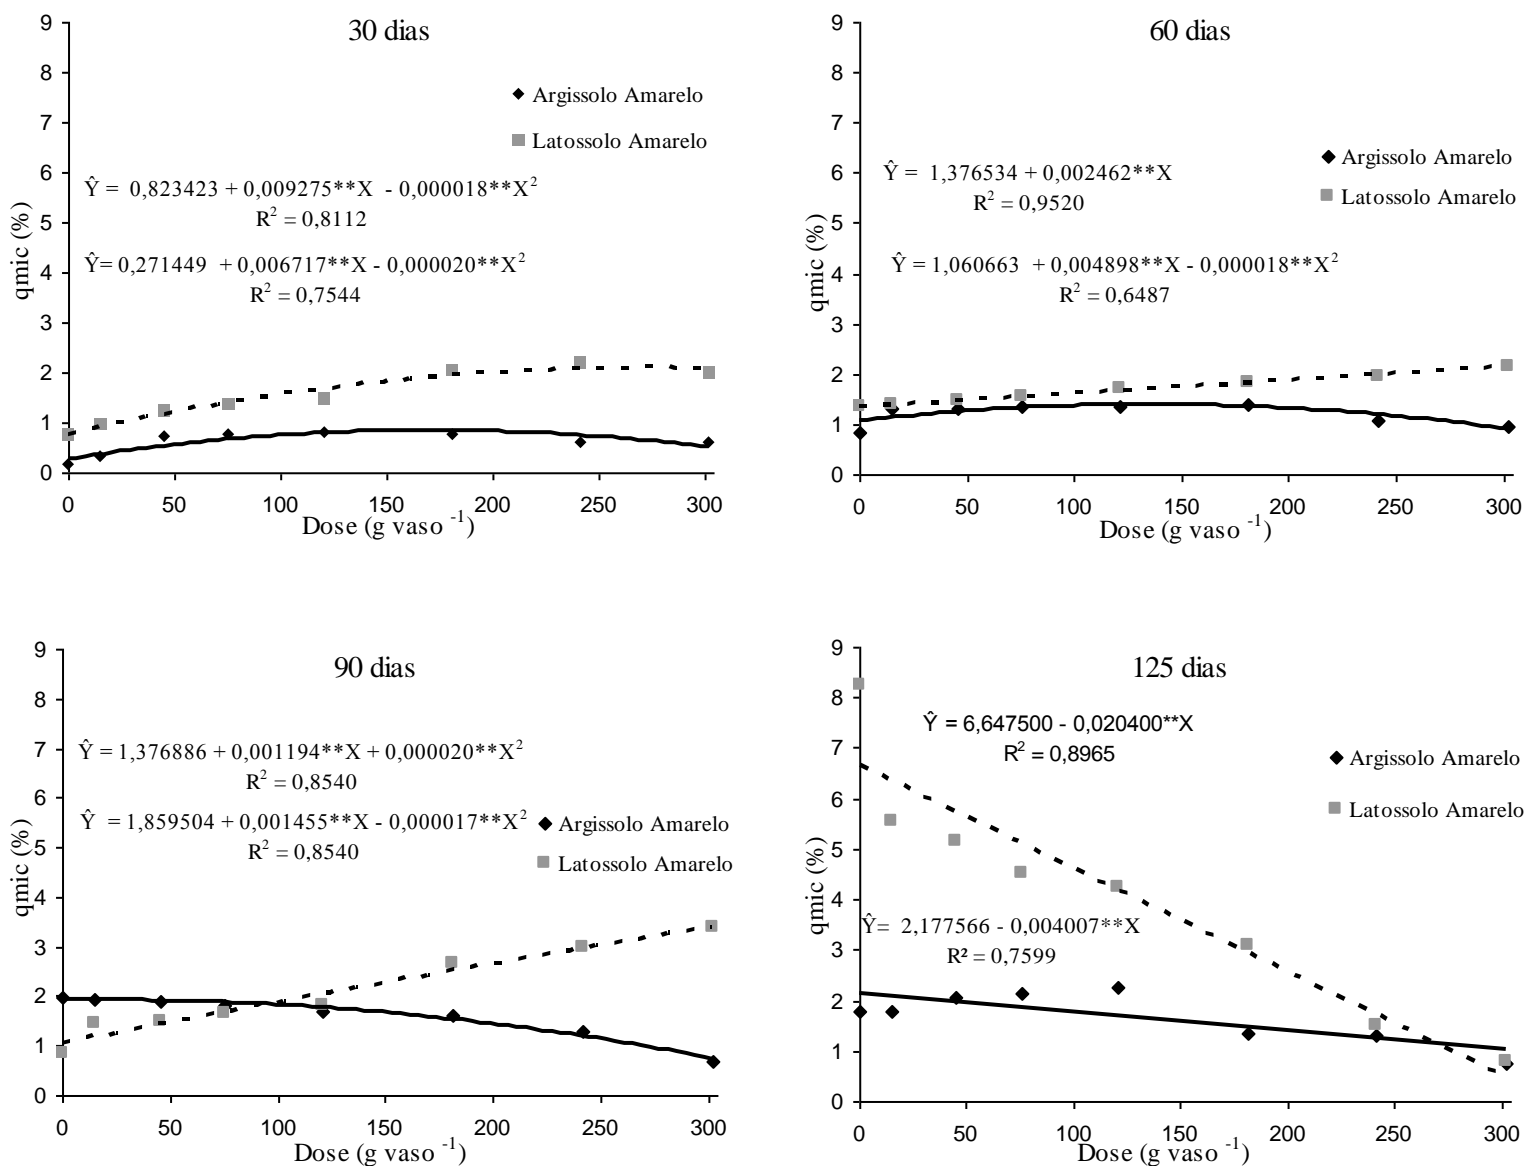 30 dias
9
8
7
6
5
4
3
2
1
0
qmic (%)
◆ Argissolo Amarelo
■ Latossolo Amarelo
Ŷ = 0,823423 + 0,009275**X - 0,000018**X²
R² = 0,8112
Ŷ= 0,271449 + 0,006717**X - 0,000020**X²
R² = 0,7544
0 50 100 150 200 250 300
Dose (g vaso ⁻¹)
60 dias
9
8
7
6
5
4
3
2
1
0
qmic (%)
◆ Argissolo Amarelo
■ Latossolo Amarelo
Ŷ = 1,376534 + 0,002462**X
R² = 0,9520
Ŷ = 1,060663 + 0,004898**X - 0,000018**X²
R² = 0,6487
0 50 100 150 200 250 300
Dose (g vaso ⁻¹)
90 dias
9
8
7
6
5
4
3
2
1
0
qmic (%)
Ŷ = 1,376886 + 0,001194**X + 0,000020**X²
R² = 0,8540
Ŷ = 1,859504 + 0,001455**X - 0,000017**X²
R² = 0,8540
◆ Argissolo Amarelo
■ Latossolo Amarelo
0 50 100 150 200 250 300
Dose (g vaso ⁻¹)
125 dias
9
8
7
6
5
4
3
2
1
0
qmic (%)
Ŷ = 6,647500 - 0,020400**X
R² = 0,8965
◆ Argissolo Amarelo
■ Latossolo Amarelo
Ŷ= 2,177566 - 0,004007**X
R² = 0,7599
0 50 100 150 200 250 300
Dose (g vaso ⁻¹)